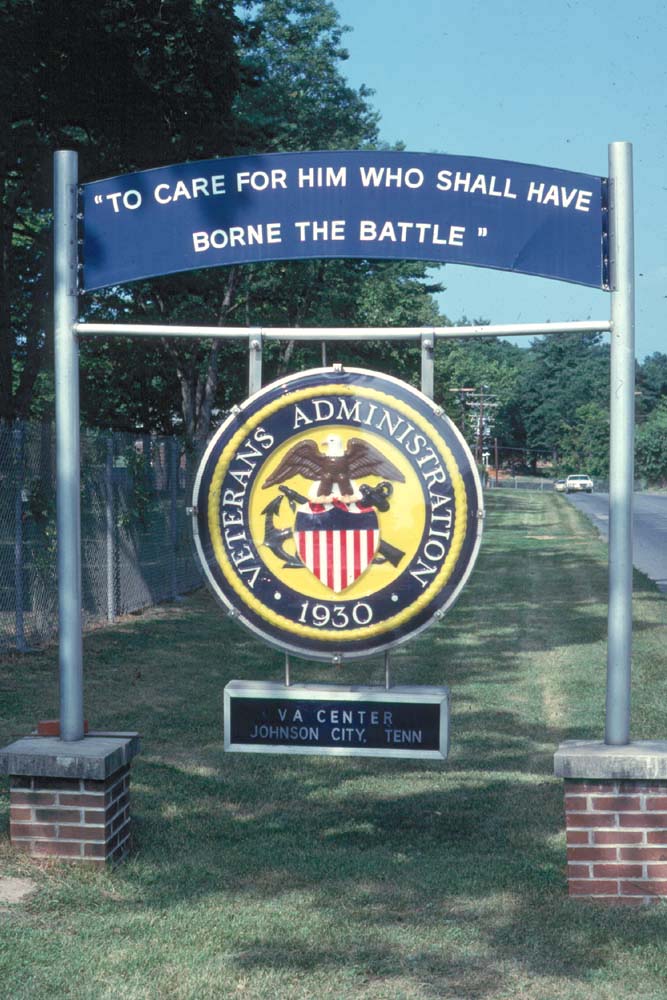 "TO CARE FOR HIM WHO SHALL HAVE
BORNE THE BATTLE"
VETERANS ADMINISTRATION
• 1930 •
VA CENTER
JOHNSON CITY, TENN